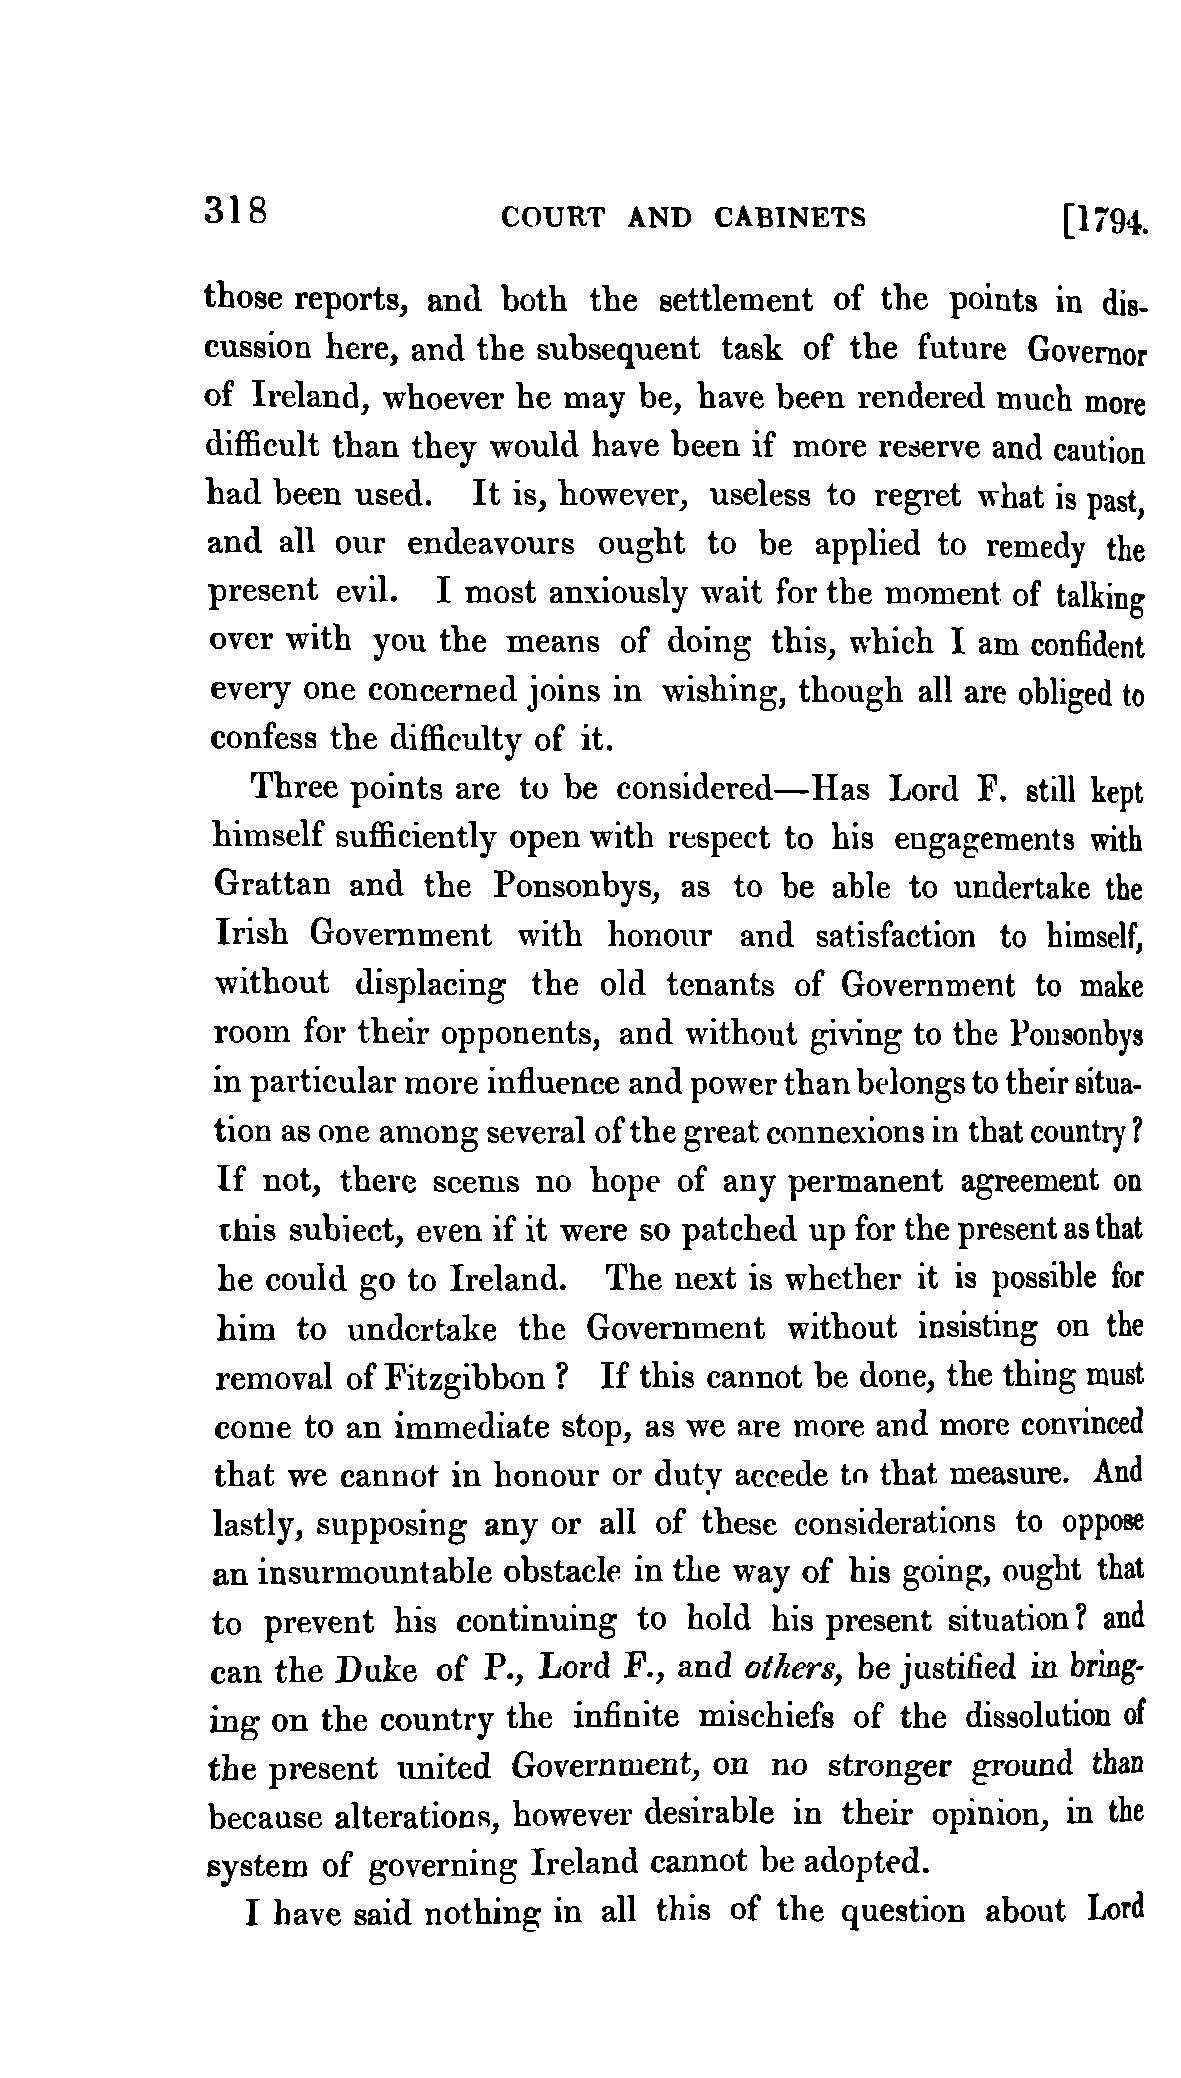 318 COURT AND CABINETS [1794.
those reports, and both the settlement of the points in dis-
cussion here, and the subsequent task of the future Governor
of Ireland, whoever he may be, have been rendered much more
difficult than they would have been if more reserve and caution
had been used. It is, however, useless to regret what is past,
and all our endeavours ought to be applied to remedy the
present evil. I most anxiously wait for the moment of talking
over with you the means of doing this, which I am confident
every one concerned joins in wishing, though all are obliged to
confess the difficulty of it.
Three points are to be considered—Has Lord F. still kept
himself sufficiently open with respect to his engagements with
Grattan and the Ponsonbys, as to be able to undertake the
Irish Government with honour and satisfaction to himself,
without displacing the old tenants of Government to make
room for their opponents, and without giving to the Ponsonbys
in particular more influence and power than belongs to their situa-
tion as one among several of the great connexions in that country?
If not, there seems no hope of any permanent agreement on
this subject, even if it were so patched up for the present as that
he could go to Ireland. The next is whether it is possible for
him to undertake the Government without insisting on the
removal of Fitzgibbon? If this cannot be done, the thing must
come to an immediate stop, as we are more and more convinced
that we cannot in honour or duty accede to that measure. And
lastly, supposing any or all of these considerations to oppose
an insurmountable obstacle in the way of his going, ought that
to prevent his continuing to hold his present situation? and
can the Duke of P., Lord F., and others, be justified in bring-
ing on the country the infinite mischiefs of the dissolution of
the present united Government, on no stronger ground than
because alterations, however desirable in their opinion, in the
system of governing Ireland cannot be adopted.
I have said nothing in all this of the question about Lord